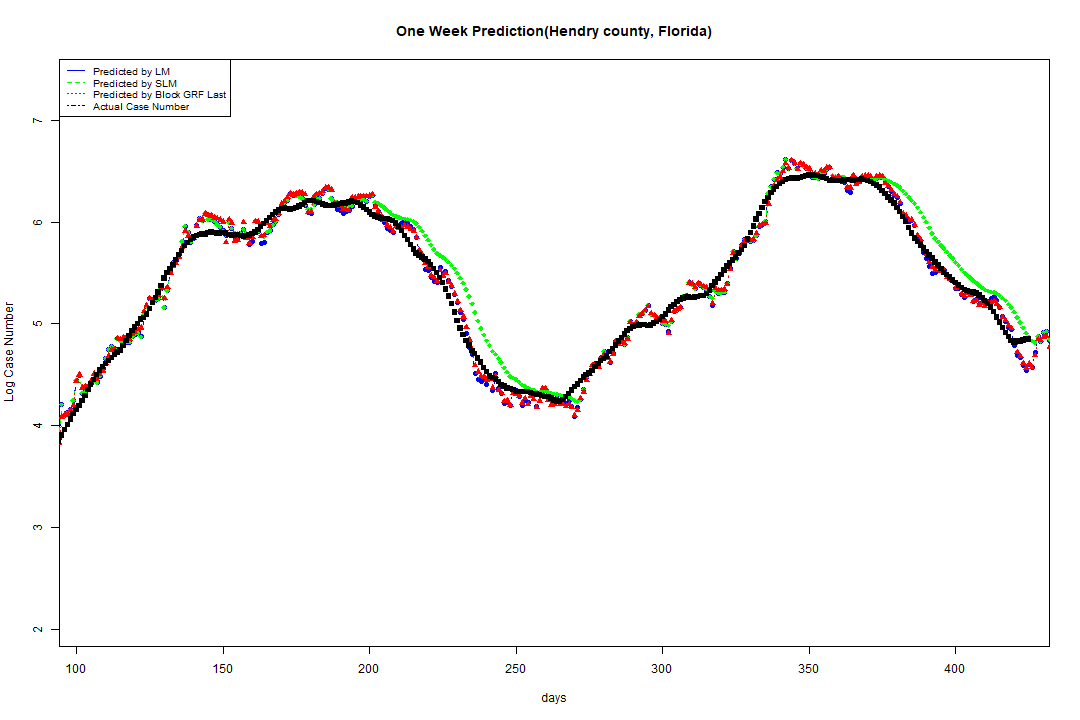 One Week Prediction(Hendry county, Florida)
Predicted by LM
Predicted by SLM
Predicted by Block GRF Last
Actual Case Number
7
6
5
4
3
2
Log Case Number
100 150 200 250 300 350 400
days